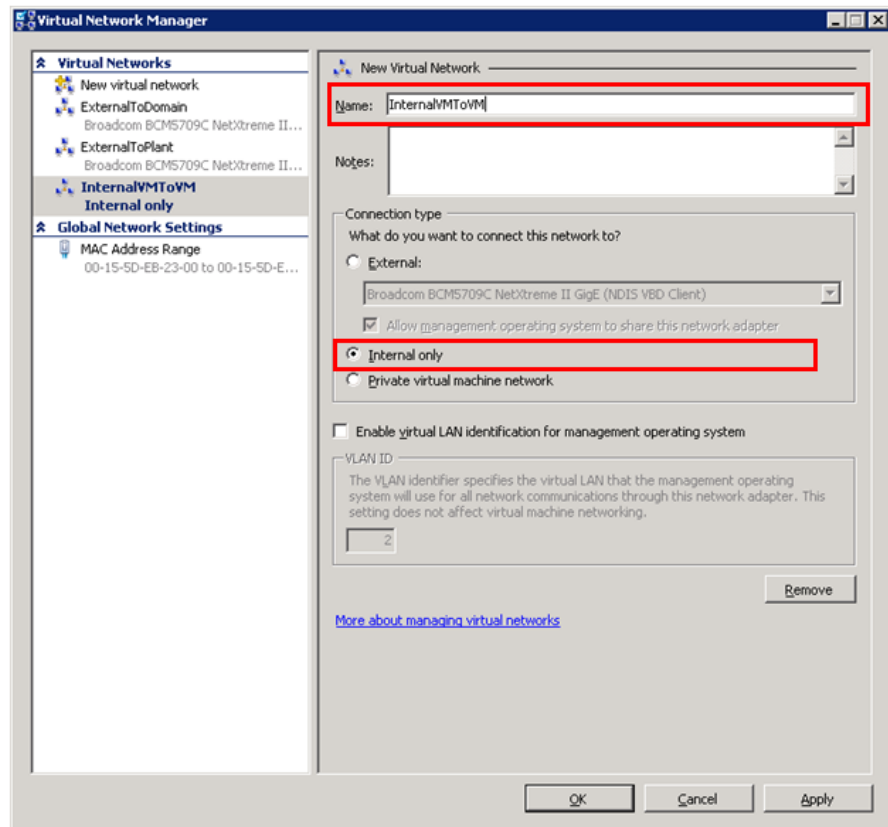 Virtual Network Manager
Virtual Networks
New virtual network
ExternalToDomain
Broadcom BCM5709C NetXtreme II...
ExternalToPlant
Broadcom BCM5709C NetXtreme II...
InternalVMToVM
Internal only
Global Network Settings
MAC Address Range
00-15-5D-EB-23-00 to 00-15-5D-E...
New Virtual Network
Name: InternalVMToVM
Notes:
Connection type
What do you want to connect this network to?
External:
Broadcom BCM5709C NetXtreme II GigE (NDIS VBD Client)
Allow management operating system to share this network adapter
Internal only
Private virtual machine network
Enable virtual LAN identification for management operating system
VLAN ID
The VLAN identifier specifies the virtual LAN that the management operating
system will use for all network communications through this network adapter. This
setting does not affect virtual machine networking.
2
Remove
More about managing virtual networks
OK Cancel Apply